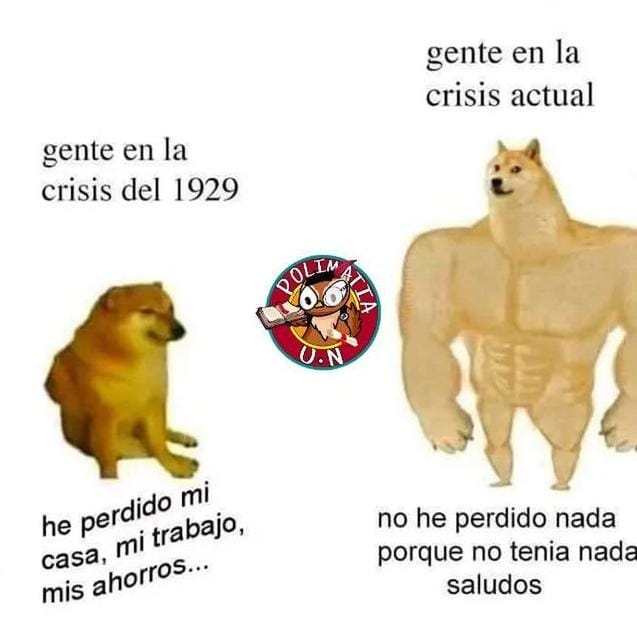 gente en la
crisis del 1929
gente en la
crisis actual
POLIMATIA
U·N
he perdido mi
casa, mi trabajo,
mis ahorros...
no he perdido nada
porque no tenia nada
saludos